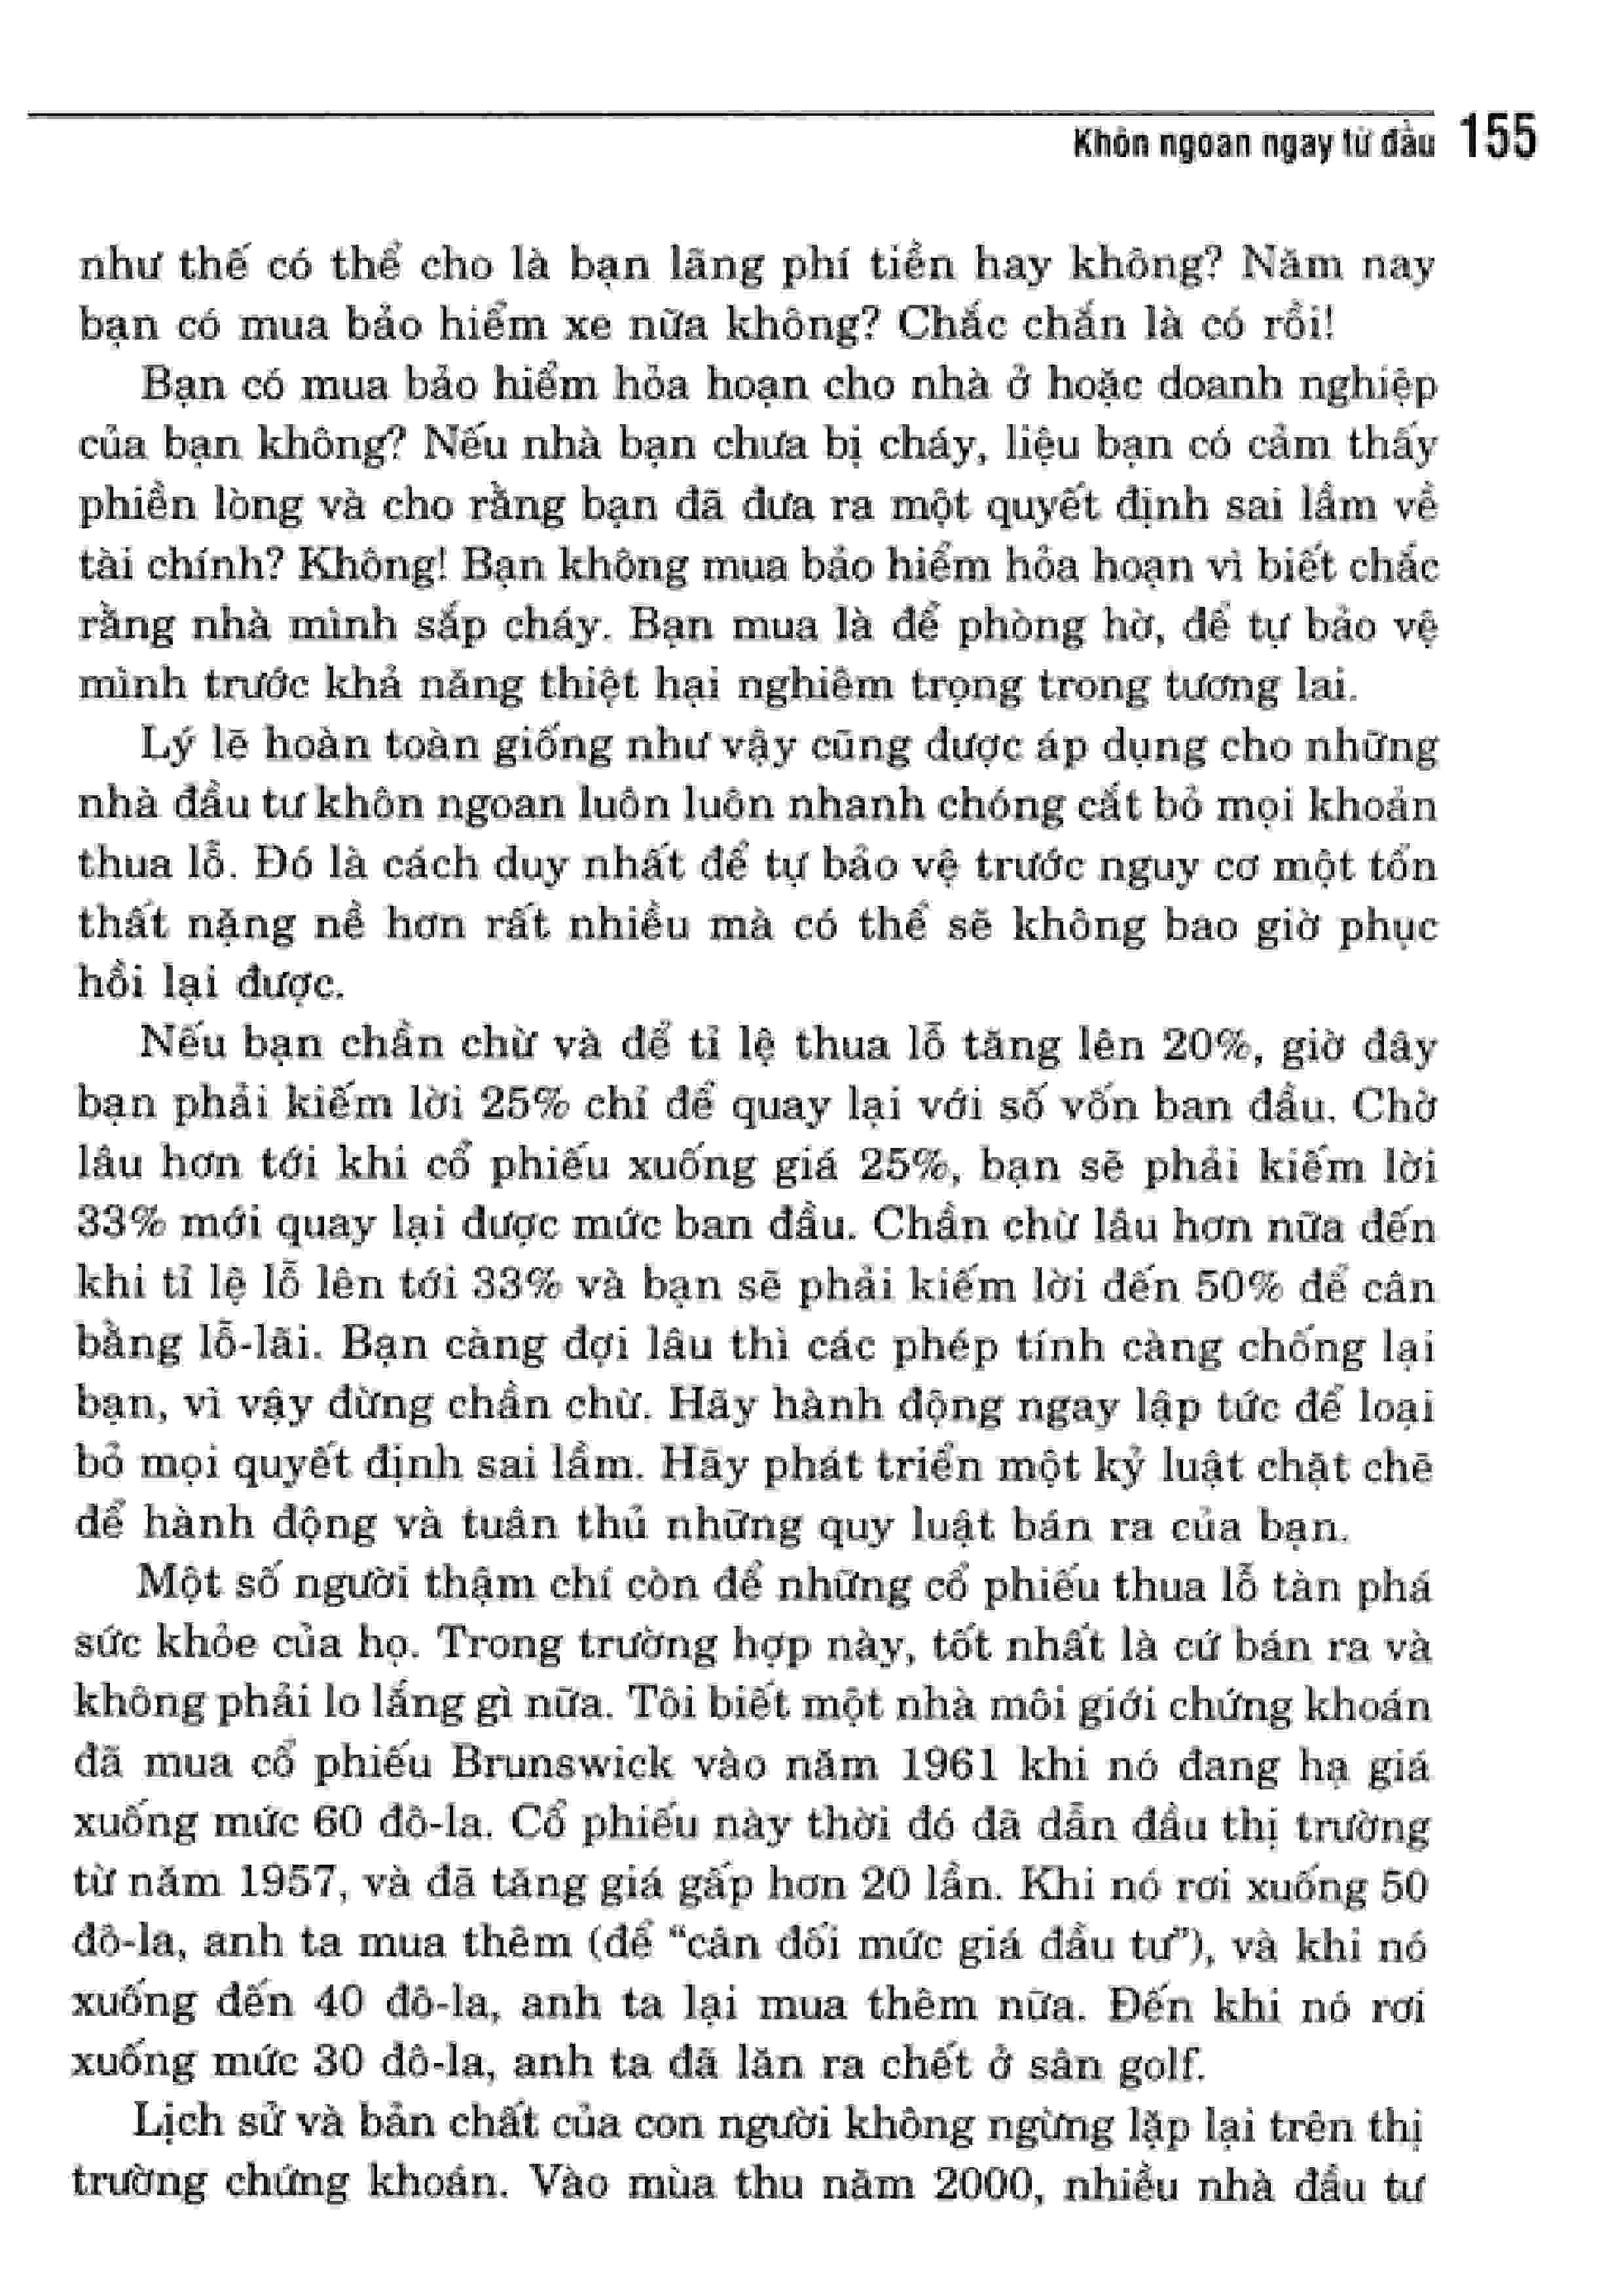 Khôn ngoan ngay từ đầu 155
như thế có thể cho là bạn lãng phí tiền hay không? Năm nay
bạn có mua bảo hiểm xe nữa không? Chắc chắn là có rồi!
Bạn có mua bảo hiểm hỏa hoạn cho nhà ở hoặc doanh nghiệp
của bạn không? Nếu nhà bạn chưa bị cháy, liệu bạn có cảm thấy
phiền lòng và cho rằng bạn đã đưa ra một quyết định sai lầm về
tài chính? Không! Bạn không mua bảo hiểm hỏa hoạn vì biết chắc
rằng nhà mình sắp cháy. Bạn mua là để phòng hờ, để tự bảo vệ
mình trước khả năng thiệt hại nghiêm trọng trong tương lai.
Lý lẽ hoàn toàn giống như vậy cũng được áp dụng cho những
nhà đầu tư khôn ngoan luôn luôn nhanh chóng cắt bỏ mọi khoản
thua lỗ. Đó là cách duy nhất để tự bảo vệ trước nguy cơ một tổn
thất nặng nề hơn rất nhiều mà có thể sẽ không bao giờ phục
hồi lại được.
Nếu bạn chần chừ và để tỉ lệ thua lỗ tăng lên 20%, giờ đây
bạn phải kiếm lời 25% chỉ để quay lại với số vốn ban đầu. Chờ
lâu hơn tới khi cổ phiếu xuống giá 25%, bạn sẽ phải kiếm lời
33% mới quay lại được mức ban đầu. Chần chừ lâu hơn nữa đến
khi tỉ lệ lỗ lên tới 33% và bạn sẽ phải kiếm lời đến 50% để cân
bằng lỗ-lãi. Bạn càng đợi lâu thì các phép tính càng chống lại
bạn, vì vậy đừng chần chừ. Hãy hành động ngay lập tức để loại
bỏ mọi quyết định sai lầm. Hãy phát triển một kỷ luật chặt chẽ
để hành động và tuân thủ những quy luật bán ra của bạn.
Một số người thậm chí còn để những cổ phiếu thua lỗ tàn phá
sức khỏe của họ. Trong trường hợp này, tốt nhất là cứ bán ra và
không phải lo lắng gì nữa. Tôi biết một nhà môi giới chứng khoán
đã mua cổ phiếu Brunswick vào năm 1961 khi nó đang hạ giá
xuống mức 60 đô-la. Cổ phiếu này thời đó đã dẫn đầu thị trường
từ năm 1957, và đã tăng giá gấp hơn 20 lần. Khi nó rơi xuống 50
đô-la, anh ta mua thêm (để “cân đối mức giá đầu tư”), và khi nó
xuống đến 40 đô-la, anh ta lại mua thêm nữa. Đến khi nó rơi
xuống mức 30 đô-la, anh ta đã lăn ra chết ở sân golf.
Lịch sử và bản chất của con người không ngừng lặp lại trên thị
trường chứng khoán. Vào mùa thu năm 2000, nhiều nhà đầu tư